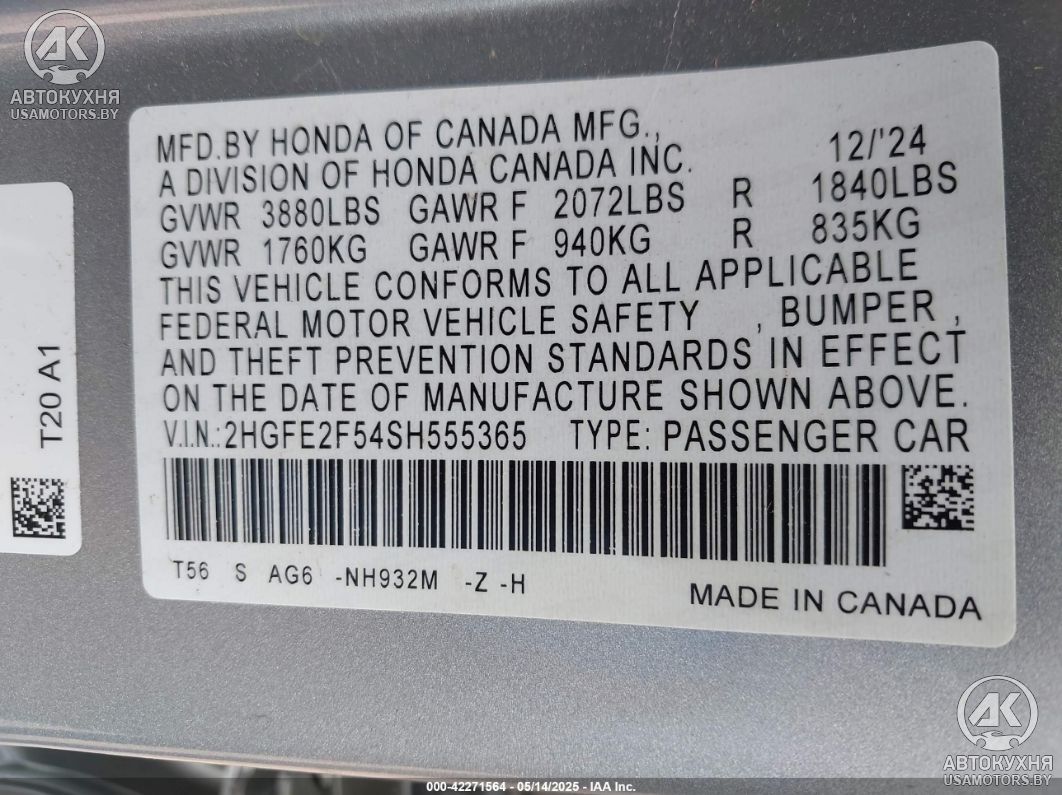 AK
АВТОКУХНЯ
USAMOTORS.BY
T20 A1
MFD.BY HONDA OF CANADA MFG.,
A DIVISION OF HONDA CANADA INC. 12/'24
GVWR 3880LBS GAWR F 2072LBS R 1840LBS
GVWR 1760KG GAWR F 940KG R 835KG
THIS VEHICLE CONFORMS TO ALL APPLICABLE
FEDERAL MOTOR VEHICLE SAFETY , BUMPER ,
AND THEFT PREVENTION STANDARDS IN EFFECT
ON THE DATE OF MANUFACTURE SHOWN ABOVE.
V.I.N.: 2HGFE2F54SH555365 TYPE: PASSENGER CAR
T56 S AG6 -NH932M -Z -H
MADE IN CANADA
AK
АВТОКУХНЯ
USAMOTORS.BY
000-42271564 - 05/14/2025 - IAA Inc.